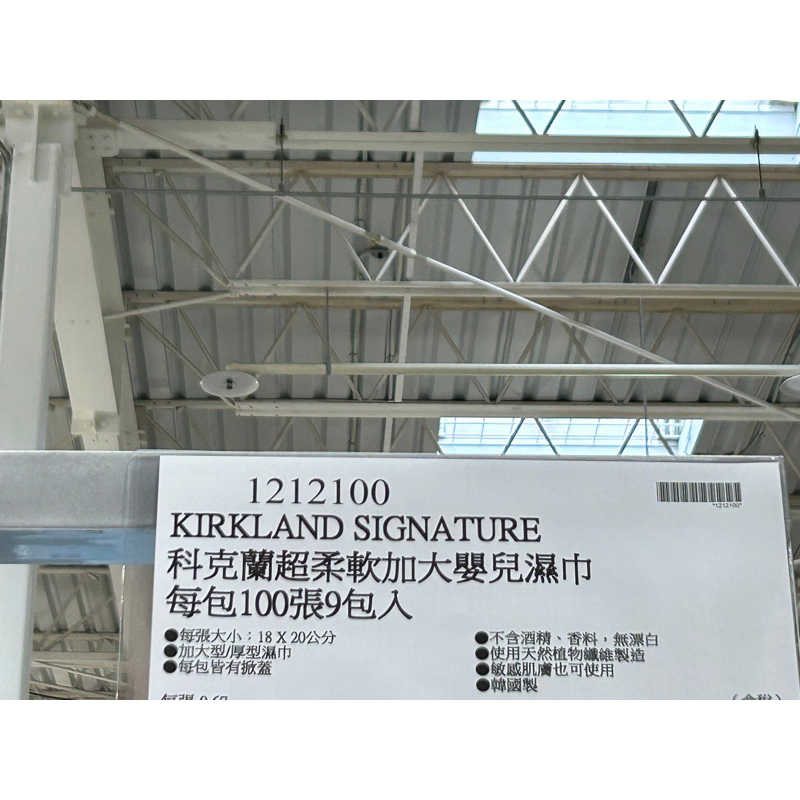 1212100
*1212100*
KIRKLAND SIGNATURE
科克蘭超柔軟加大嬰兒濕巾
每包100張9包入
●每張大小：18 X 20公分
●加大型/厚型濕巾
●每包皆有掀蓋
●不含酒精、香料，無漂白
●使用天然植物纖維製造
●敏感肌膚也可使用
●韓國製